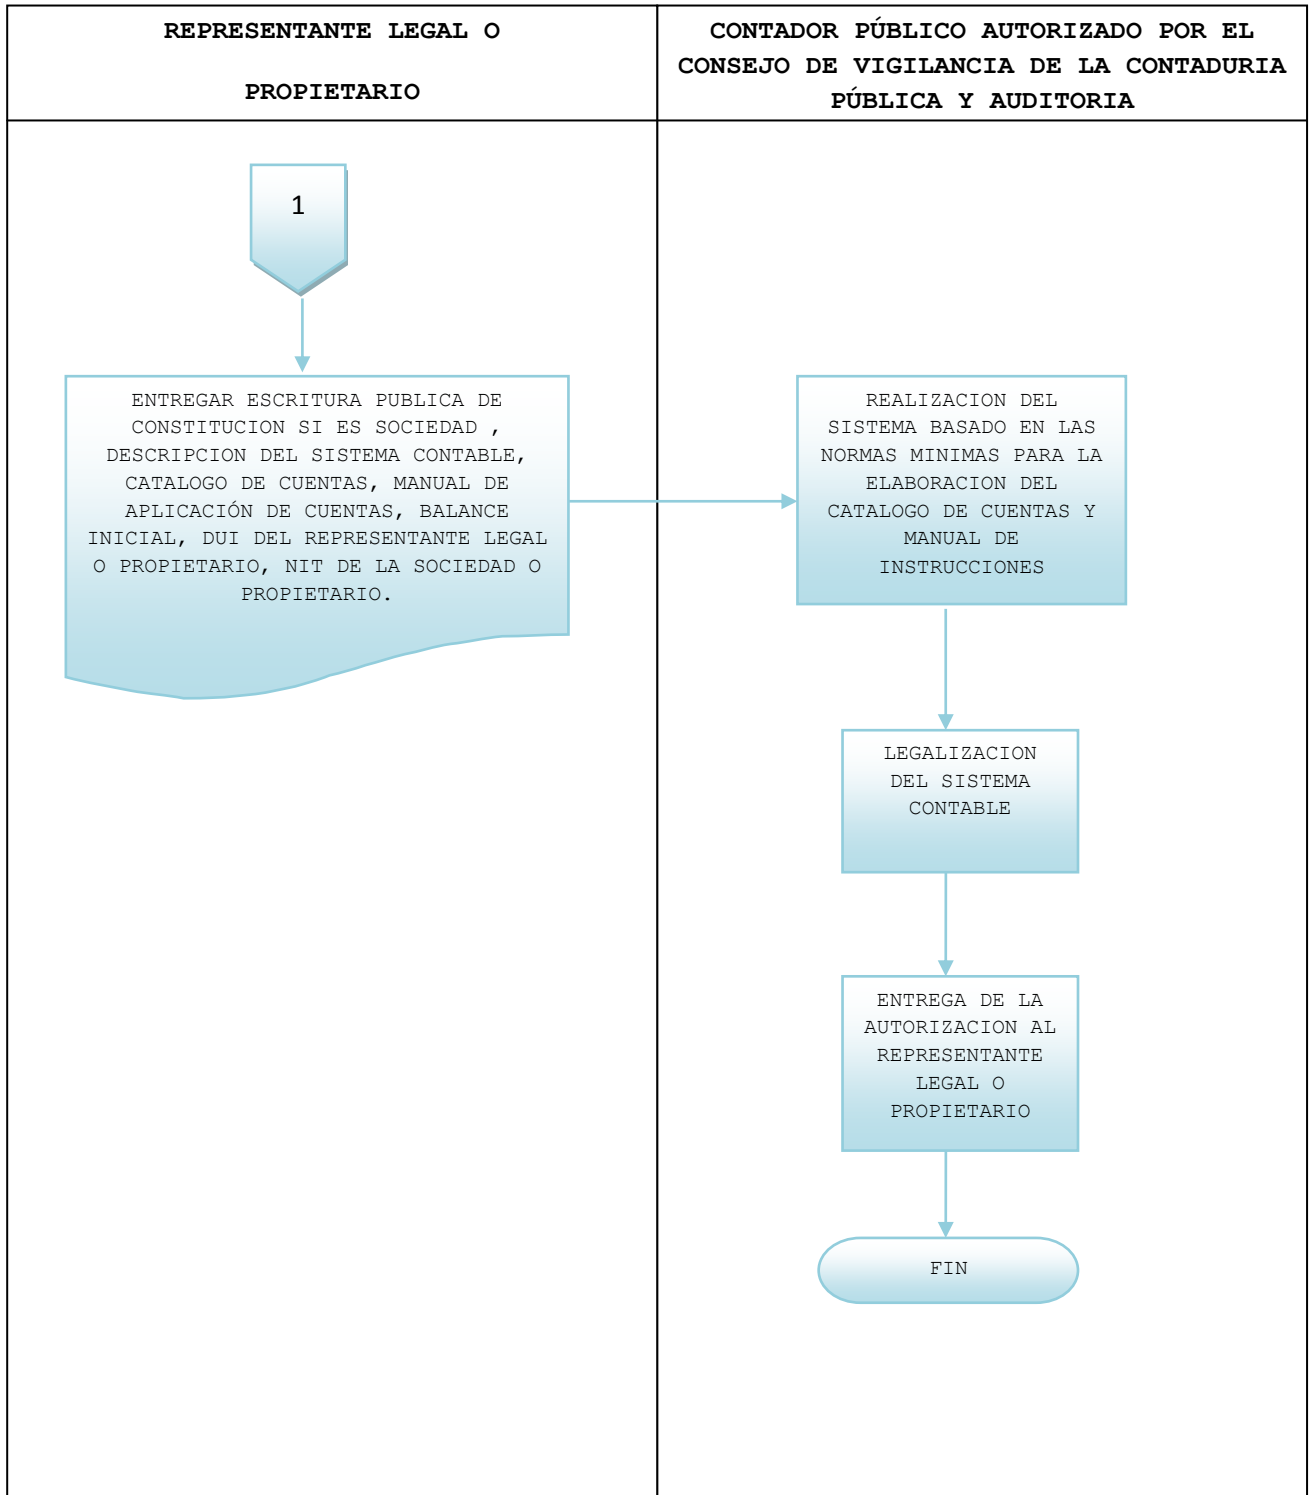 REPRESENTANTE LEGAL O
PROPIETARIO
CONTADOR PÚBLICO AUTORIZADO POR EL
CONSEJO DE VIGILANCIA DE LA CONTADURIA
PÚBLICA Y AUDITORIA
1
ENTREGAR ESCRITURA PUBLICA DE
CONSTITUCION SI ES SOCIEDAD ,
DESCRIPCION DEL SISTEMA CONTABLE,
CATALOGO DE CUENTAS, MANUAL DE
APLICACIÓN DE CUENTAS, BALANCE
INICIAL, DUI DEL REPRESENTANTE LEGAL
O PROPIETARIO, NIT DE LA SOCIEDAD O
PROPIETARIO.
REALIZACION DEL
SISTEMA BASADO EN LAS
NORMAS MINIMAS PARA LA
ELABORACION DEL
CATALOGO DE CUENTAS Y
MANUAL DE
INSTRUCCIONES
LEGALIZACION
DEL SISTEMA
CONTABLE
ENTREGA DE LA
AUTORIZACION AL
REPRESENTANTE
LEGAL O
PROPIETARIO
FIN